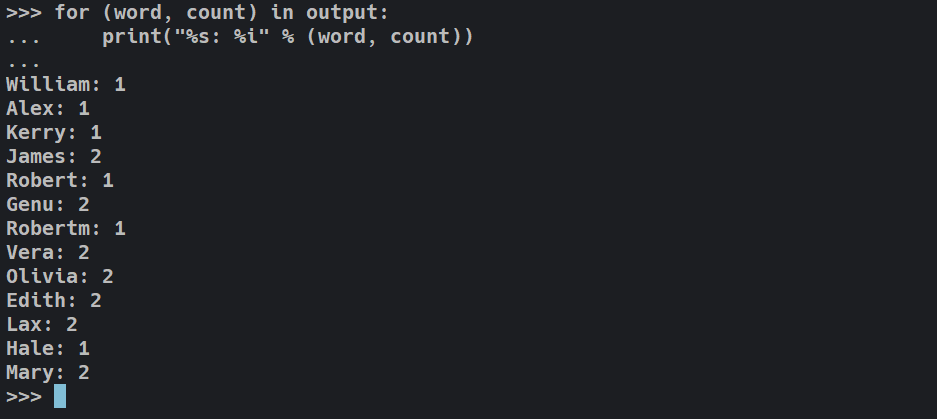 >>> for (word, count) in output:
...     print("%s: %i" % (word, count))
...
William: 1
Alex: 1
Kerry: 1
James: 2
Robert: 1
Genu: 2
Robertm: 1
Vera: 2
Olivia: 2
Edith: 2
Lax: 2
Hale: 1
Mary: 2
>>>